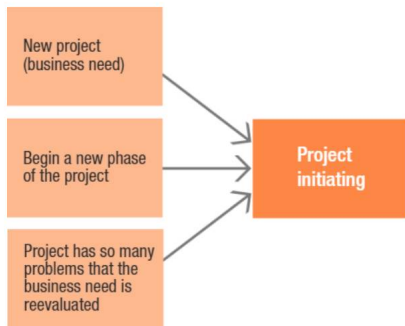 New project
(business need)
Begin a new phase
of the project
Project has so many
problems that the
business need is
reevaluated
Project
initiating